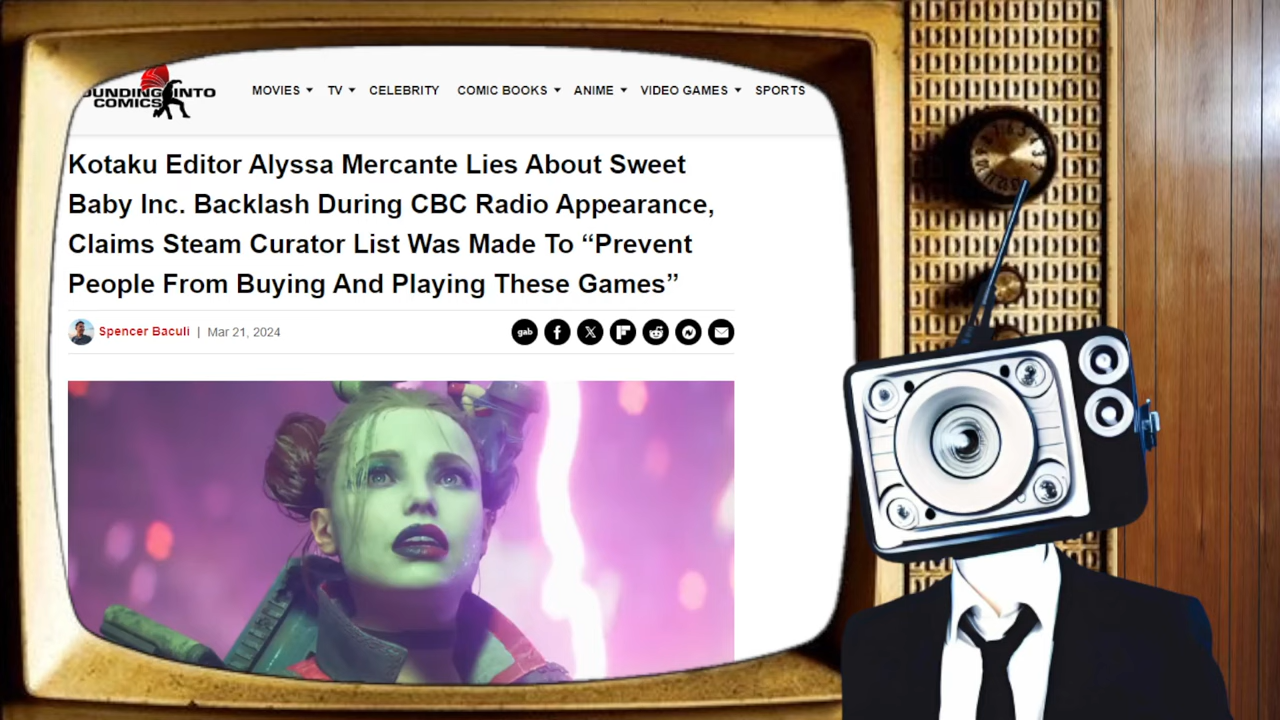 OUNDING INTO
COMICS
MOVIES TV CELEBRITY COMIC BOOKS ANIME VIDEO GAMES SPORTS
Kotaku Editor Alyssa Mercante Lies About Sweet
Baby Inc. Backlash During CBC Radio Appearance,
Claims Steam Curator List Was Made To “Prevent
People From Buying And Playing These Games”
Spencer Baculi | Mar 21, 2024
gab